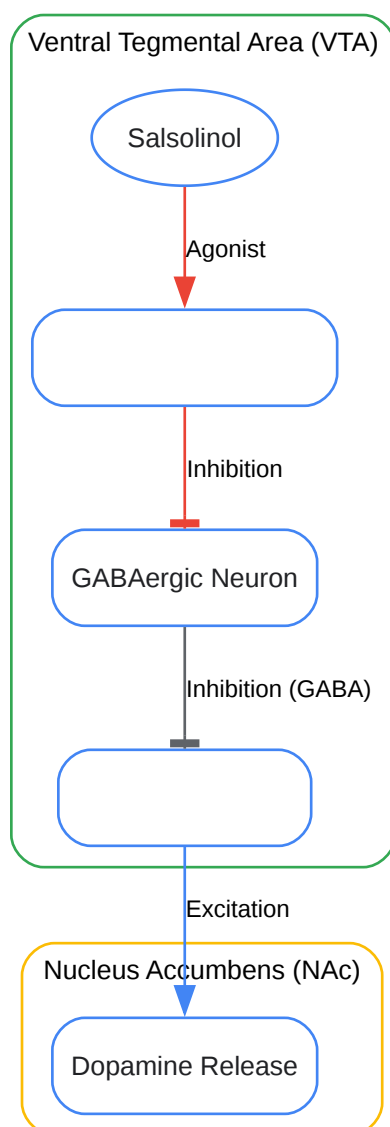 Ventral Tegmental Area (VTA)
Salsolinol
Agonist
Inhibition
GABAergic Neuron
Inhibition (GABA)
Excitation
Nucleus Accumbens (NAc)
Dopamine Release